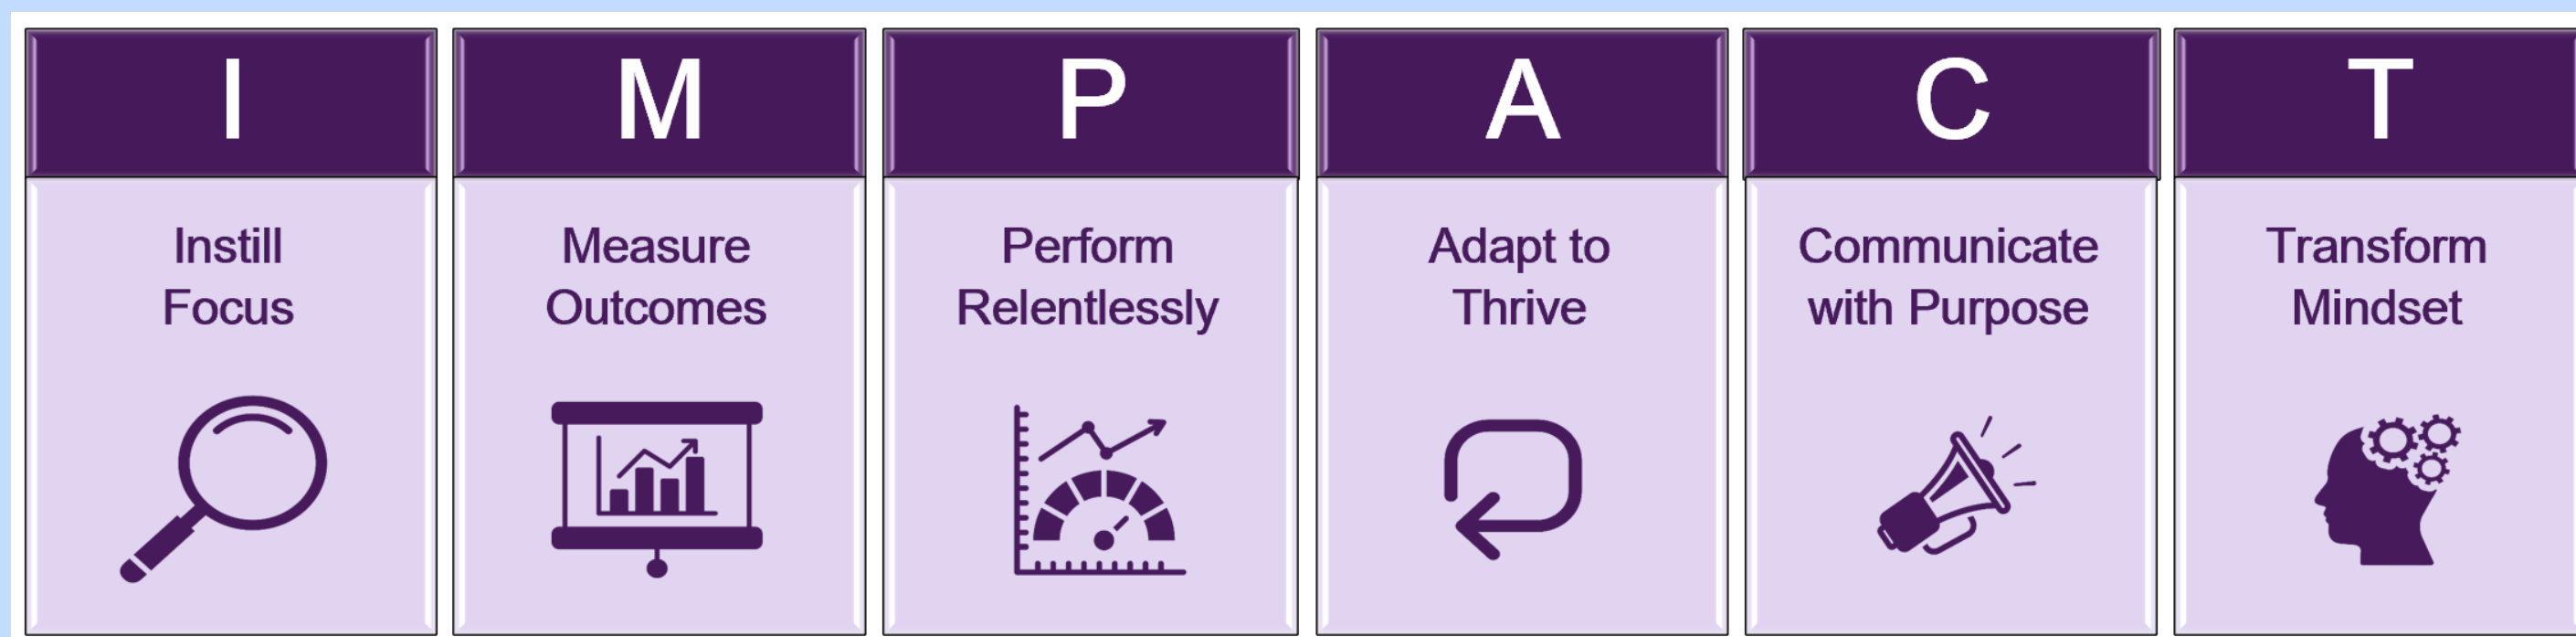 I
Instill
Focus
M
Measure
Outcomes
P
Perform
Relentlessly
A
Adapt to
Thrive
C
Communicate
with Purpose
T
Transform
Mindset